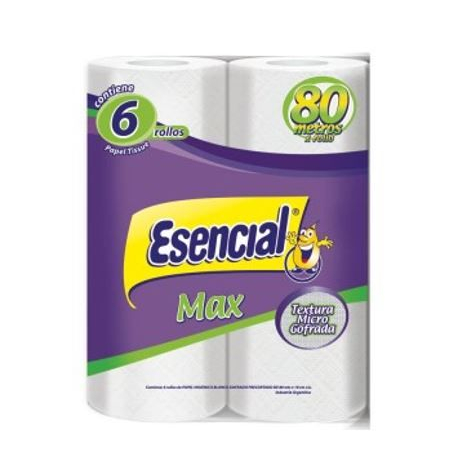 contiene
6
rollos
Papel Tissue
80
metros
x rollo
Esencial®
Max
Textura
Micro
Gofrada
Industria Argentina